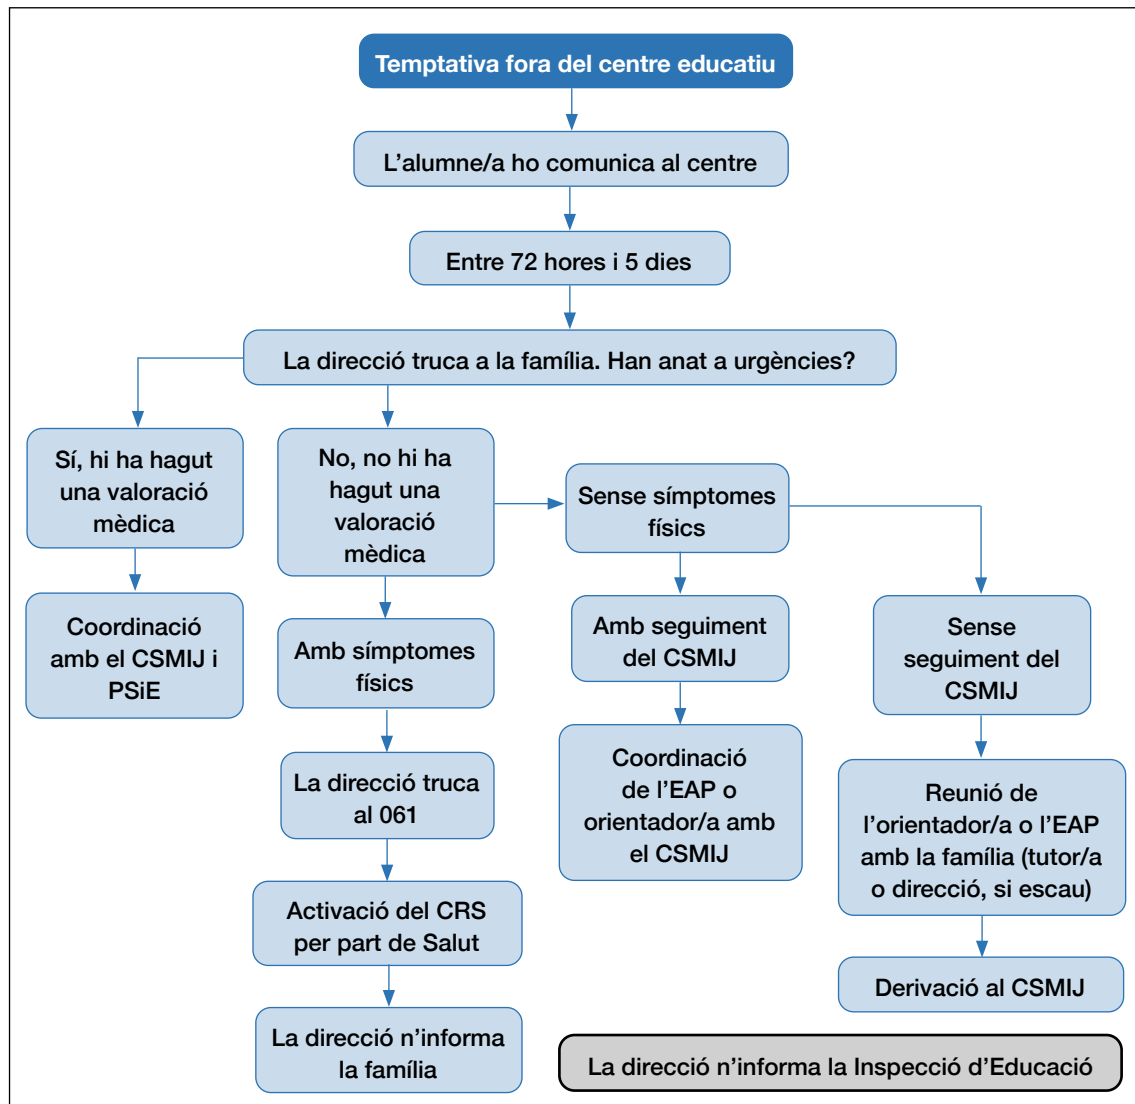 Temptativa fora del centre educatiu
L’alumne/a ho comunica al centre
Entre 72 hores i 5 dies
La direcció truca a la família. Han anat a urgències?
Sí, hi ha hagut
una valoració
mèdica
Coordinació
amb el CSMIJ i
PSiE
No, no hi ha
hagut una
valoració
mèdica
Amb símptomes
físics
La direcció truca
al 061
Activació del CRS
per part de Salut
La direcció n’informa
la família
Sense símptomes
físics
Amb seguiment
del CSMIJ
Coordinació
de l’EAP o
orientador/a amb
el CSMIJ
Sense
seguiment del
CSMIJ
Reunió de
l’orientador/a o l’EAP
amb la família (tutor/a
o direcció, si escau)
Derivació al CSMIJ
La direcció n’informa la Inspecció d’Educació